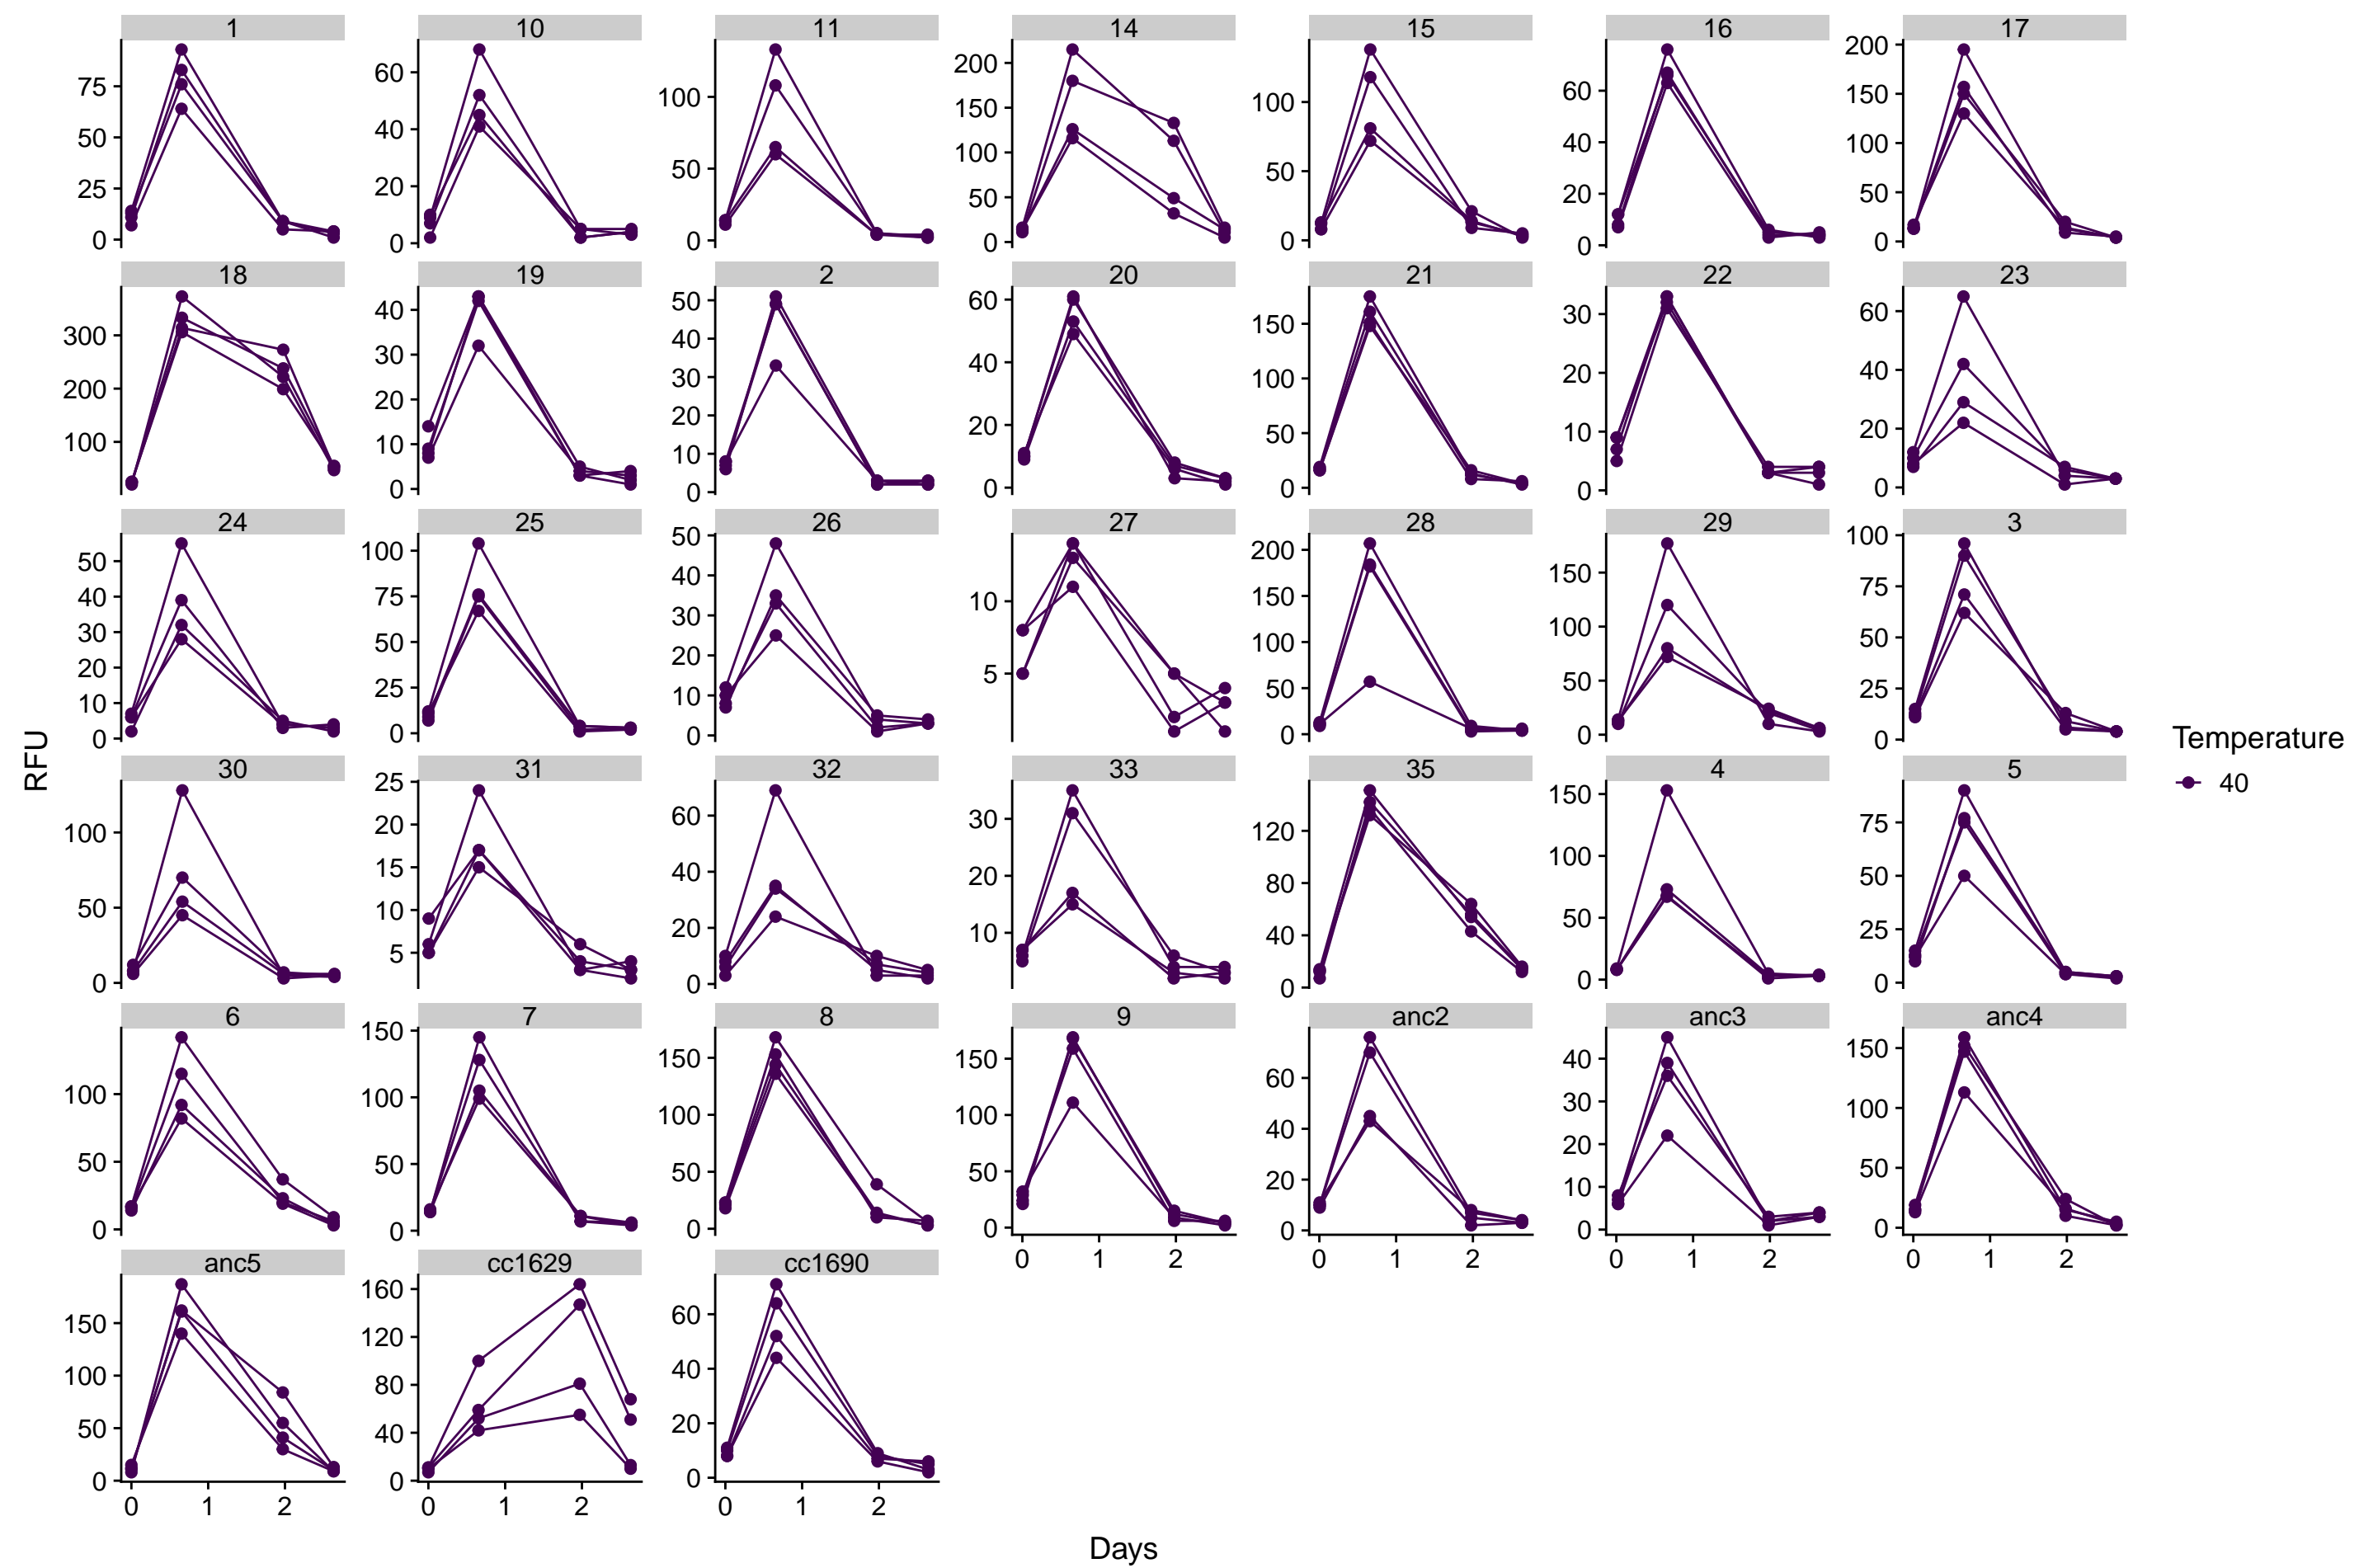 1 10 11 14 15 16 17
75 50 25 0
60 40 20 0
100 50 0
200 150 100 50 0
100 50 0
60 40 20 0
200 150 100 50 0
18 19 2 20 21 22 23
300 200 100
40 30 20 10 0
50 40 30 20 10 0
60 40 20 0
150 100 50 0
30 20 10 0
60 40 20 0
24 25 26 27 28 29 3
50 40 30 20 10 0
100 75 50 25 0
50 40 30 20 10 0
10 5
200 150 100 50 0
150 100 50 0
100 75 50 25 0
30 31 32 33 35 4 5
100 50 0
25 20 15 10 5
60 40 20 0
30 20 10
120 80 40 0
150 100 50 0
75 50 25 0
6 7 8 9 anc2 anc3 anc4
100 50 0
150 100 50 0
150 100 50 0
150 100 50 0
60 40 20 0
40 30 20 10 0
150 100 50 0
0 1 2
0 1 2
0 1 2
0 1 2
anc5 cc1629 cc1690
150 100 50 0
160 120 80 40 0
60 40 20 0
0 1 2
0 1 2
0 1 2
RFU
Days
Temperature
40